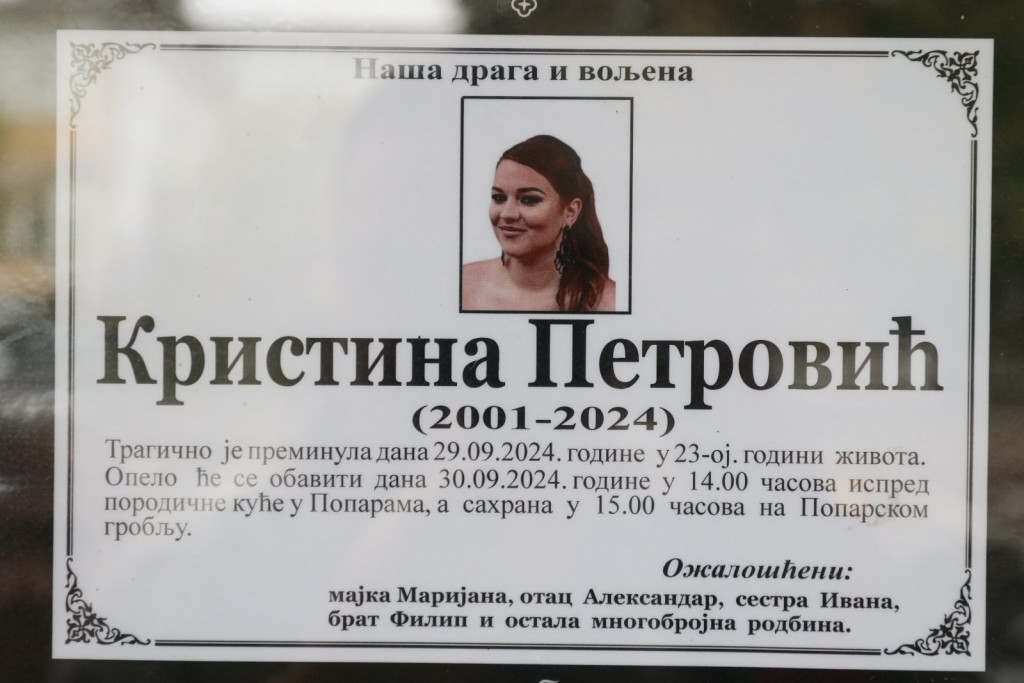 Наша драга и вољена
Кристина Петровић
(2001-2024)
Трагично је преминула дана 29.09.2024. године у 23-ој. години живота.
Опело ће се обавити дана 30.09.2024. године у 14.00 часова испред
породичне куће у Попарама, а сахрана у 15.00 часова на Попарском
гробљу.
Ожалошћени:
мајка Маријана, отац Александар, сестра Ивана,
брат Филип и остала многобројна родбина.